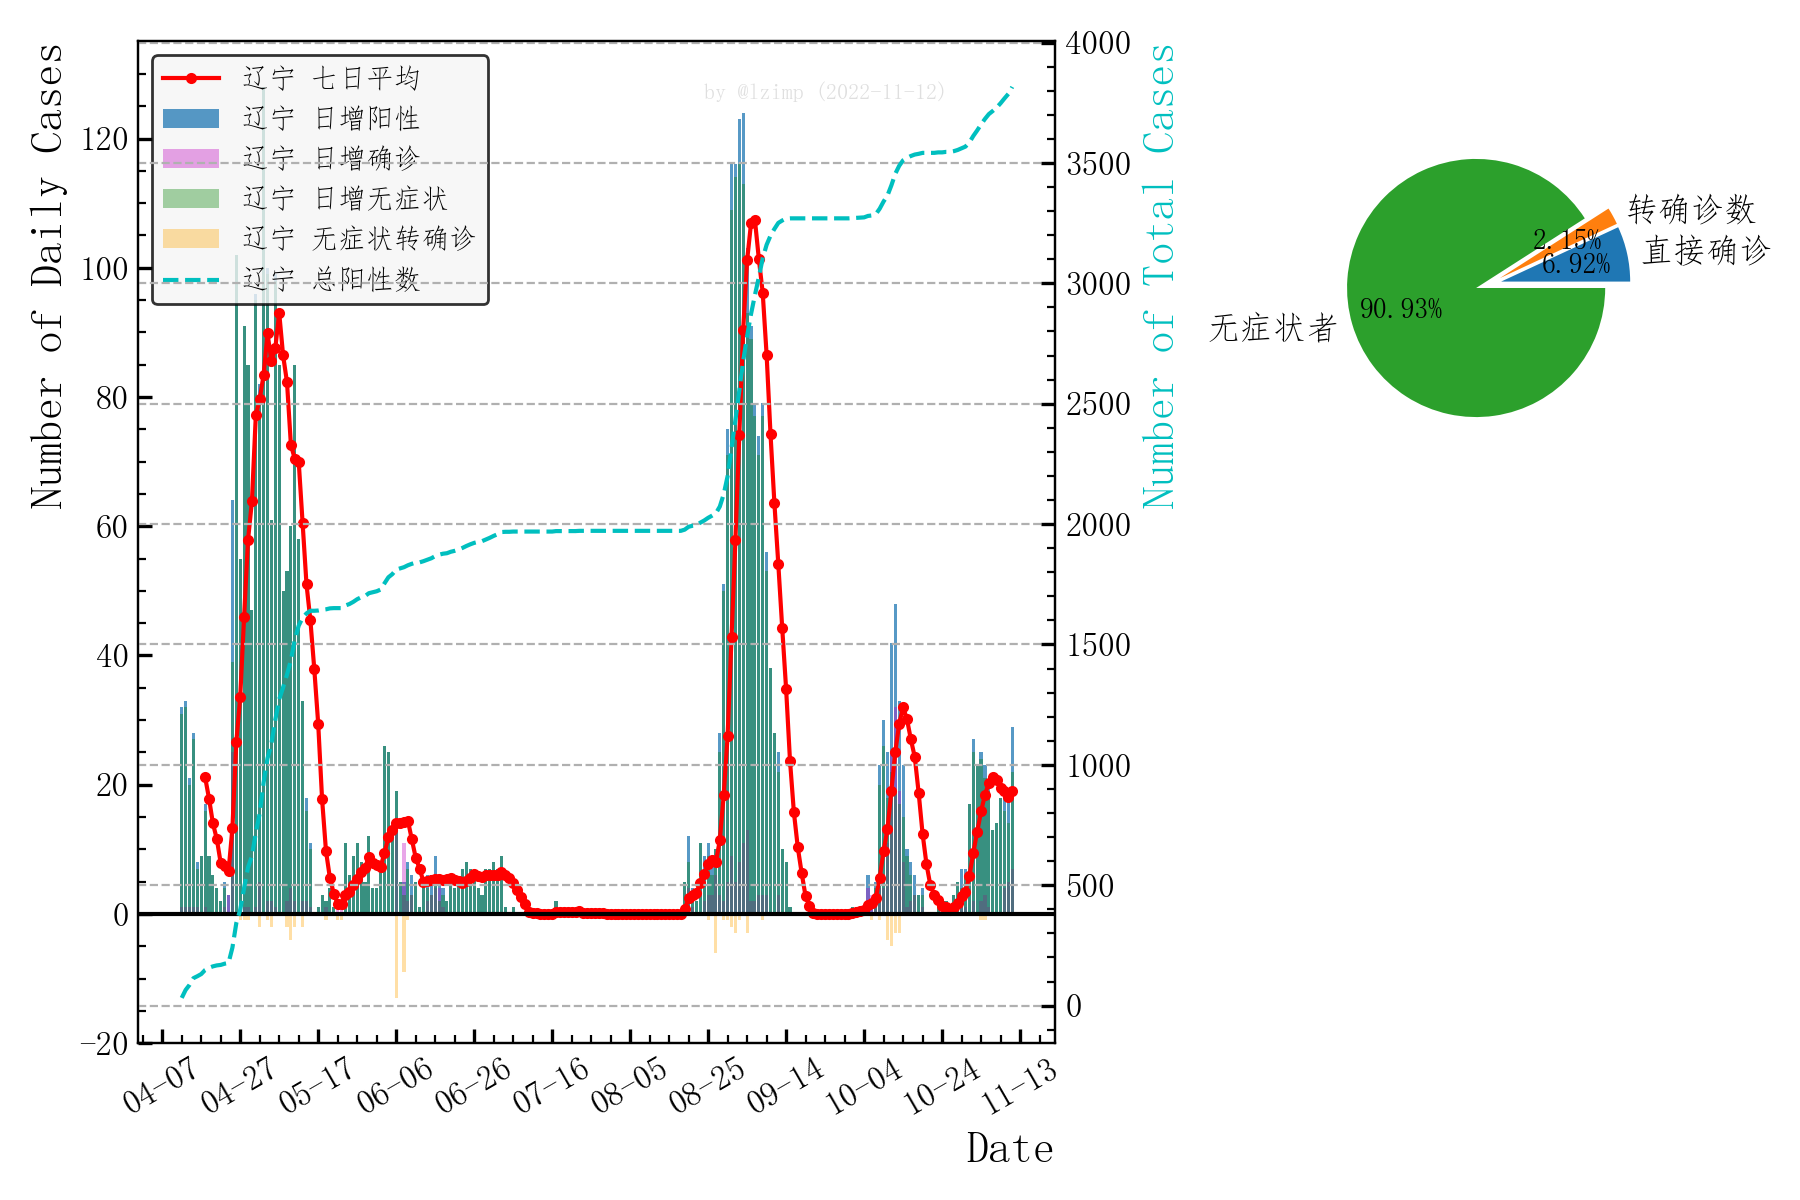 Number of Daily Cases
120
100
80
60
40
20
0
−20
辽宁 七日平均
辽宁 日增阳性
辽宁 日增确诊
辽宁 日增无症状
辽宁 无症状转确诊
辽宁 总阳性数
by @lzimp (2022-11-12)
4000
3500
3000
2500
2000
1500
1000
500
0
Number of Total Cases
04-07
04-27
05-17
06-06
06-26
07-16
08-05
08-25
09-14
10-04
10-24
11-13
Date
转确诊数
2.15%
直接确诊
6.92%
90.93%
无症状者